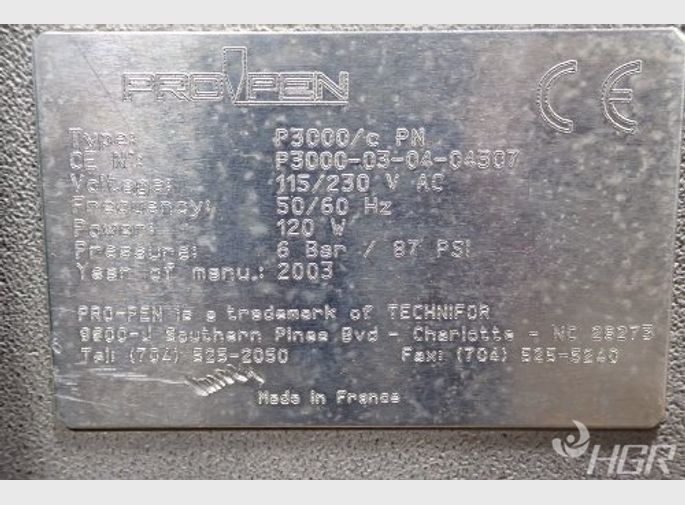 PRO PEN
CE
Type: P3000/c PN
CE N°: P3000-03-04-04307
Voltage: 115/230 V AC
Frequency: 50/60 Hz
Power: 120 W
Pressure: 6 Bar / 87 PSI
Year of manu.: 2003
PRO-PEN is a trademark of TECHNIFOR
9800-J Southern Pines Bvd - Charlotte - NC 28273
Tel: (704) 525-2050 Fax: (704) 525-5240
Made in France
HGR